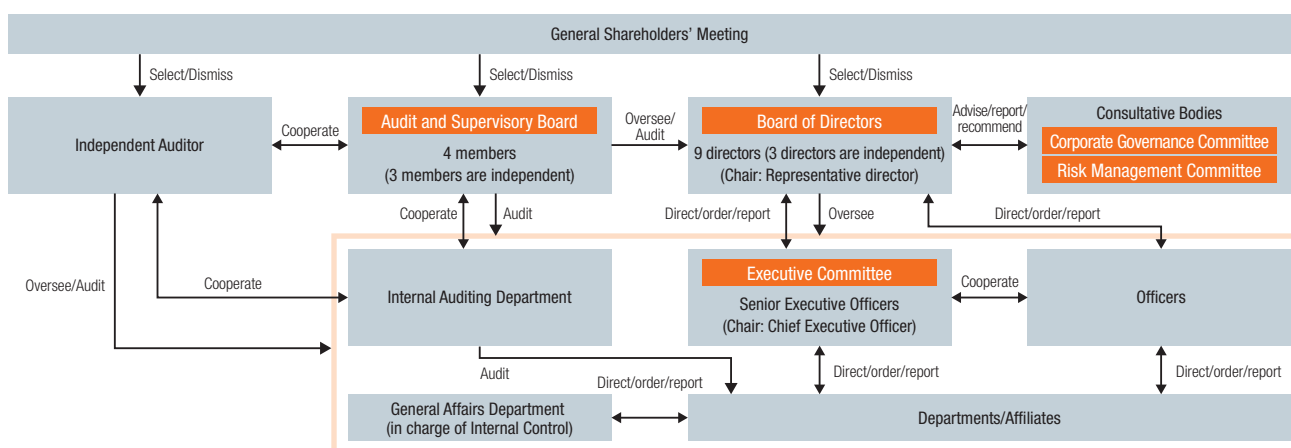 General Shareholders' Meeting
Select/Dismiss
Select/Dismiss
Select/Dismiss
Independent Auditor
Cooperate
Audit and Supervisory Board
4 members
(3 members are independent)
Oversee/
Audit
Board of Directors
9 directors (3 directors are independent)
(Chair: Representative director)
Advise/report/
recommend
Consultative Bodies
Corporate Governance Committee
Risk Management Committee
Cooperate
Audit
Direct/order/report
Oversee
Direct/order/report
Oversee/Audit
Cooperate
Internal Auditing Department
Executive Committee
Senior Executive Officers
(Chair: Chief Executive Officer)
Cooperate
Officers
Audit
Direct/order/report
Direct/order/report
Direct/order/report
General Affairs Department
(in charge of Internal Control)
Departments/Affiliates